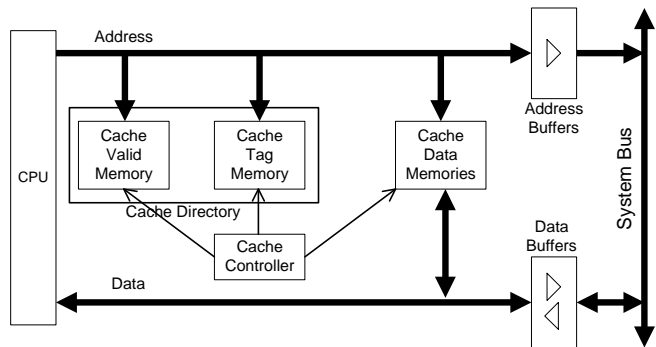 Address
Address
Buffers
Cache
Valid
Memory
Cache
Tag
Memory
Cache
Data
Memories
CPU
System Bus
Cache Directory
Cache
Controller
Data
Buffers
Data